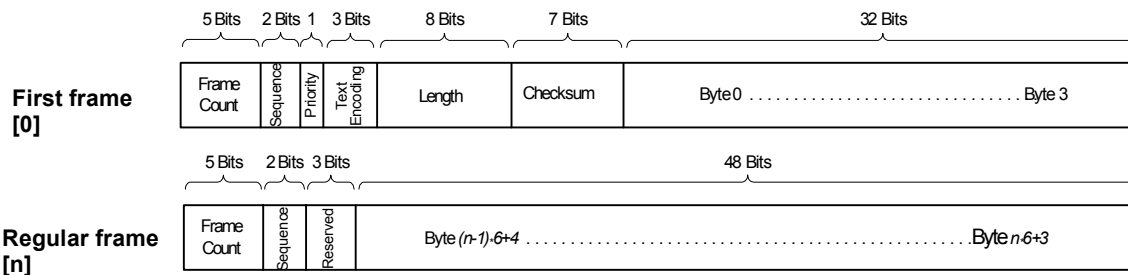 5 Bits 2 Bits 1 3 Bits 8 Bits 7 Bits 32 Bits
First frame
[0]
Frame
Count
Sequence
Priority
Text
Encoding
Length
Checksum
Byte 0 . . . . . . . . . . . . . . . . . . . . . . . . . . . . . . . . . . Byte 3
5 Bits 2 Bits 3 Bits 48 Bits
Regular frame
[n]
Frame
Count
Sequence
Reserved
Byte (n-1)*6+4 . . . . . . . . . . . . . . . . . . . . . . . . . . . . . . . . . . . . . . . . . . . . . . . . . . . . . . Byte n*6+3